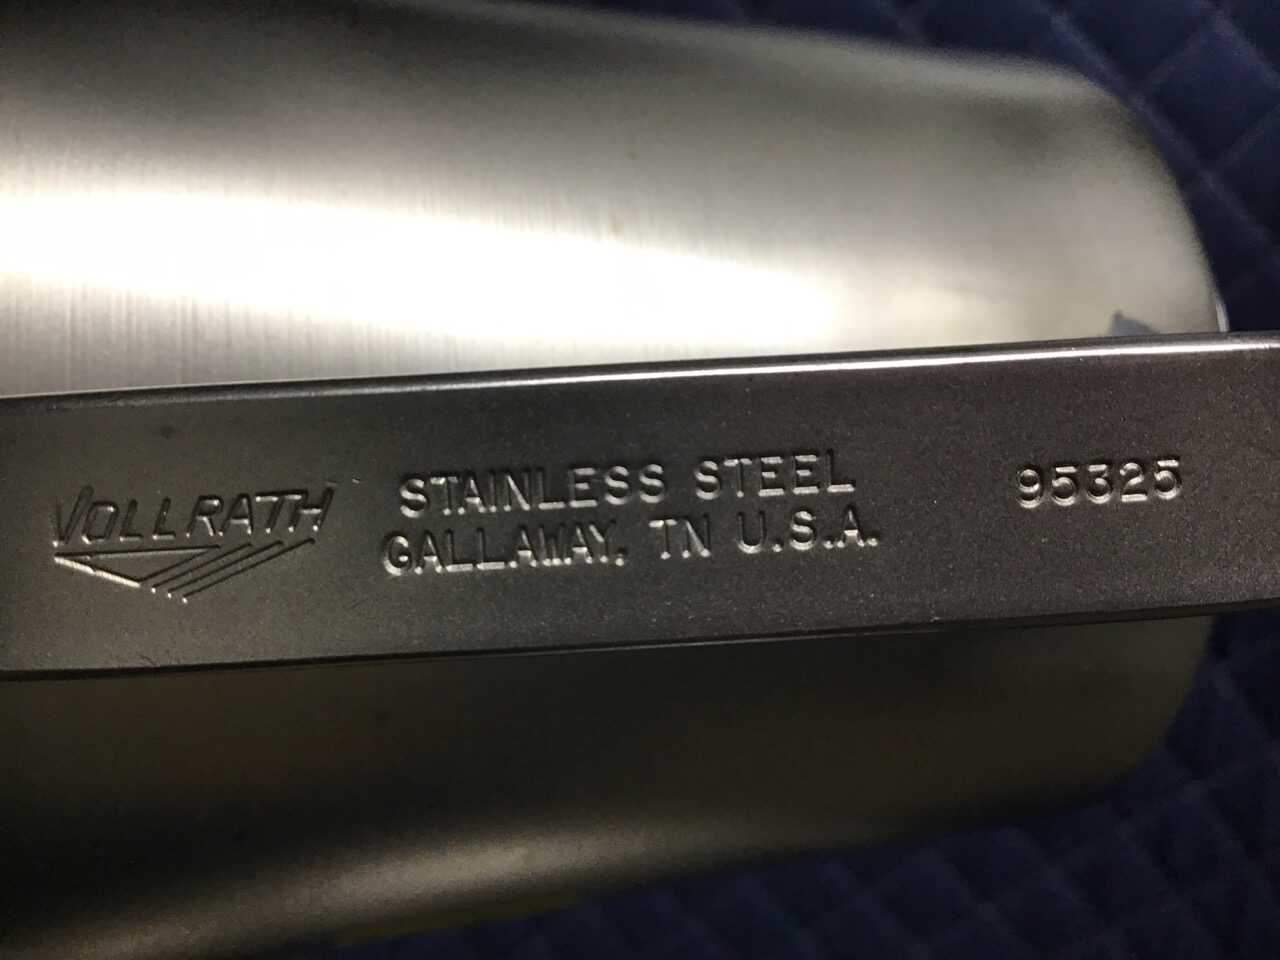 VOLLRATH
STAINLESS STEEL
GALLAWAY, TN U.S.A.
95325